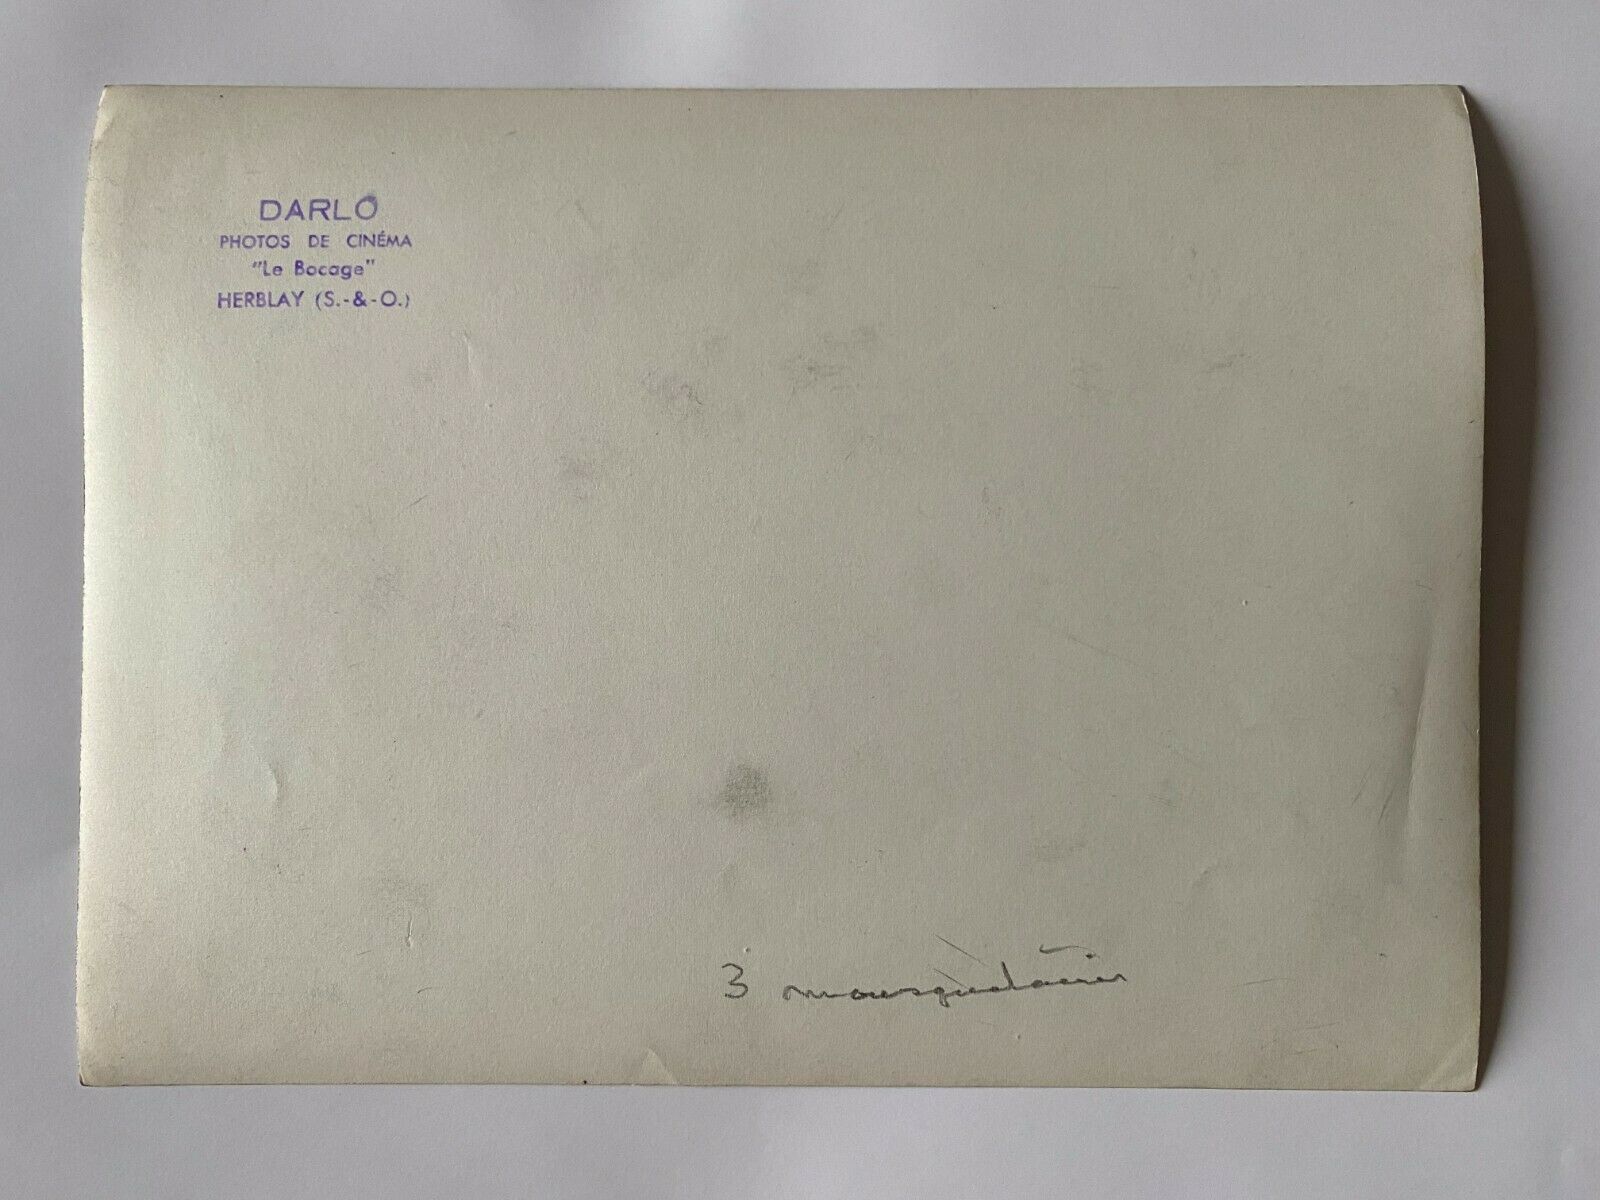 DARLO
PHOTOS DE CINÉMA
"Le Bocage"
HERBLAY (S.-&-O.)
3 mousquetaires